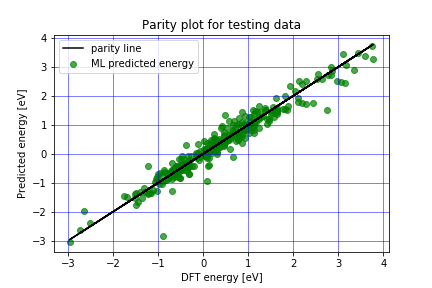 Parity plot for testing data
parity line
ML predicted energy
Predicted energy [eV]
4
3
2
1
0
−1
−2
−3
−3 −2 −1 0 1 2 3 4
DFT energy [eV]